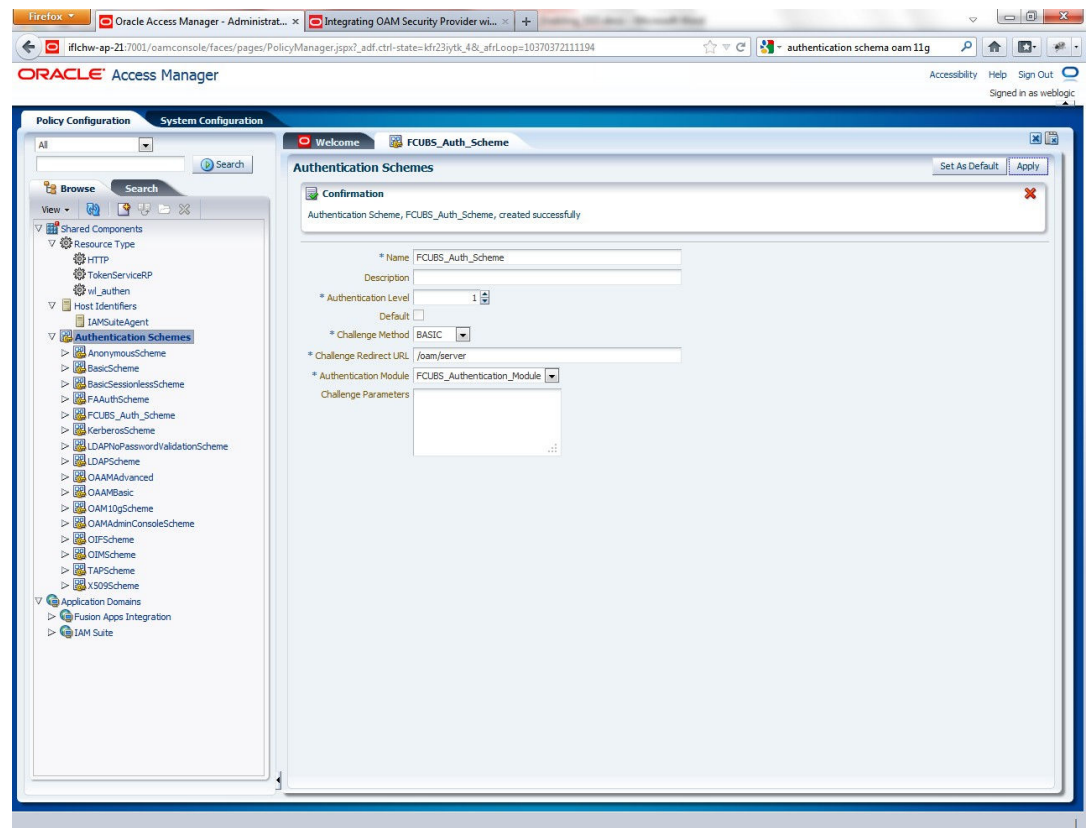 Firefox
Oracle Access Manager - Administrat... ×
Integrating OAM Security Provider wi... ×
+
iflchw-ap-21:7001/oamconsole/faces/pages/PolicyManager.jspx?_adf.ctrl-state=kfr23iytk_4&_afrLoop=10370372111194
authentication schema oam 11g
ORACLE Access Manager
Accessibility Help Sign Out
Signed in as weblogic
Policy Configuration System Configuration
All
Search
Browse Search
View
Shared Components
Resource Type
HTTP
TokenServiceRP
wl_authen
Host Identifiers
IAMSuiteAgent
Authentication Schemes
AnonymousScheme
BasicScheme
BasicSessionlessScheme
FAAuthScheme
FCUBS_Auth_Scheme
KerberosScheme
LDAPNoPasswordValidationScheme
LDAPScheme
OAAMAdvanced
OAAMBasic
OAM10gScheme
OAMAdminConsoleScheme
OIFScheme
OIMScheme
TAPScheme
X509Scheme
Application Domains
Fusion Apps Integration
IAM Suite
Welcome FCUBS_Auth_Scheme
Authentication Schemes
Set As Default Apply
Confirmation
Authentication Scheme, FCUBS_Auth_Scheme, created successfully
* Name FCUBS_Auth_Scheme
Description
* Authentication Level 1
Default
* Challenge Method BASIC
* Challenge Redirect URL /oam/server
* Authentication Module FCUBS_Authentication_Module
Challenge Parameters